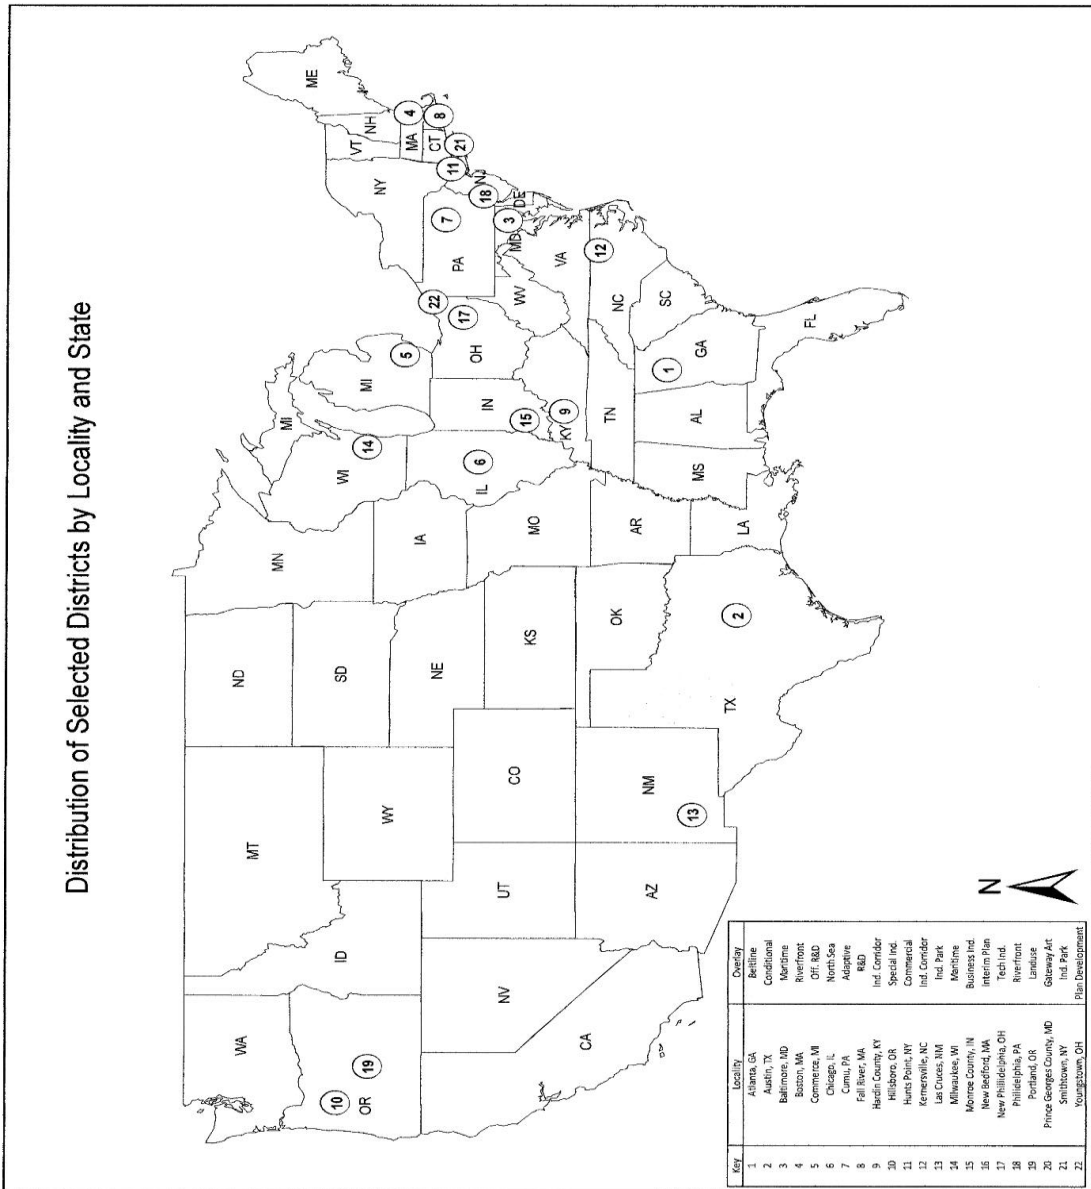 Distribution of Selected Districts by Locality and State
WA
MT
ND
MN
MI
ME
VT
NH
NY
MA
CT
4
8
21
11
10
19
OR
ID
WY
SD
WI
14
MI
5
22
7
PA
18
NJ
NE
IA
IL
6
IN
15
OH
17
WV
MD
3
DE
NV
UT
CO
KS
MO
KY
9
VA
12
CA
AZ
NM
13
OK
AR
TN
NC
SC
TX
2
LA
MS
AL
1
GA
FL
N
Key Locality Overlay
1 Atlanta, GA Beltline
2 Austin, TX Conditional
3 Baltimore, MD Maritime
4 Boston, MA Riverfront
5 Commerce, MI Off. R&D
6 Chicago, IL North Sea
7 Cumu, PA Adaptive
8 Fall River, MA R&D
9 Hardin County, KY Ind. Corridor
10 Hillsboro, OR Special Ind.
11 Hunts Point, NY Commercial
12 Kernersville, NC Ind. Corridor
13 Las Cruces, NM Ind. Park
14 Milwaukee, WI Maritime
15 Monroe County, IN Business Ind.
16 New Bedford, MA Interim Plan
17 New Philidelphia, OH Tech Ind.
18 Philidelphia, PA Riverfront
19 Portland, OR Landuse
20 Prince Georges County, MD Gateway Art
21 Smithtown, NY Ind. Park
22 Youngstown, OH Plan Development